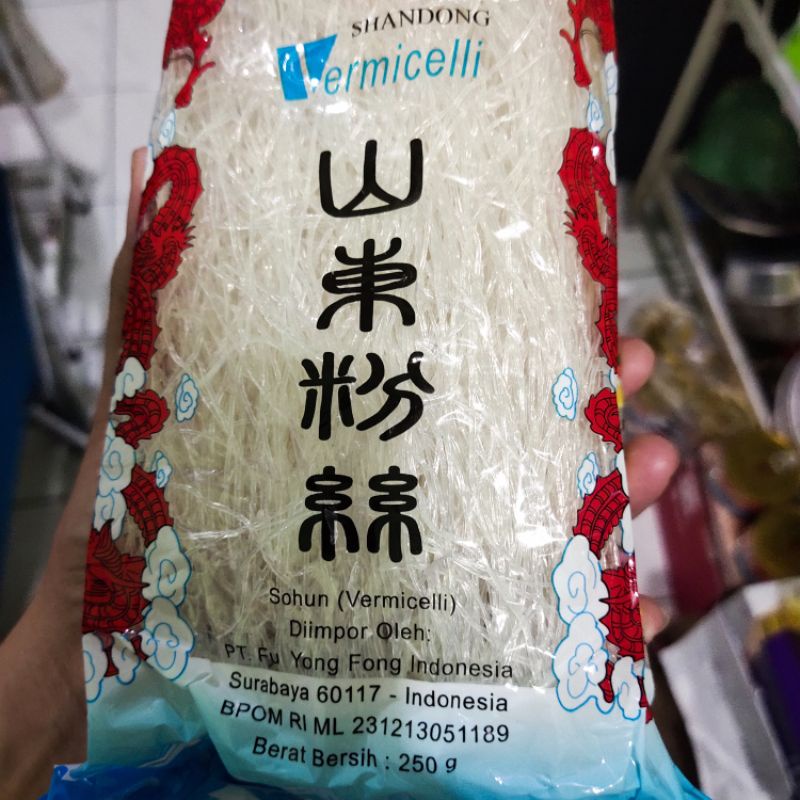 SHANDONG
Vermicelli
山東粉絲
Sohun (Vermicelli)
Diimpor Oleh:
PT. Fu Yong Fong Indonesia
Surabaya 60117 - Indonesia
BPOM RI ML 231213051189
Berat Bersih : 250 g